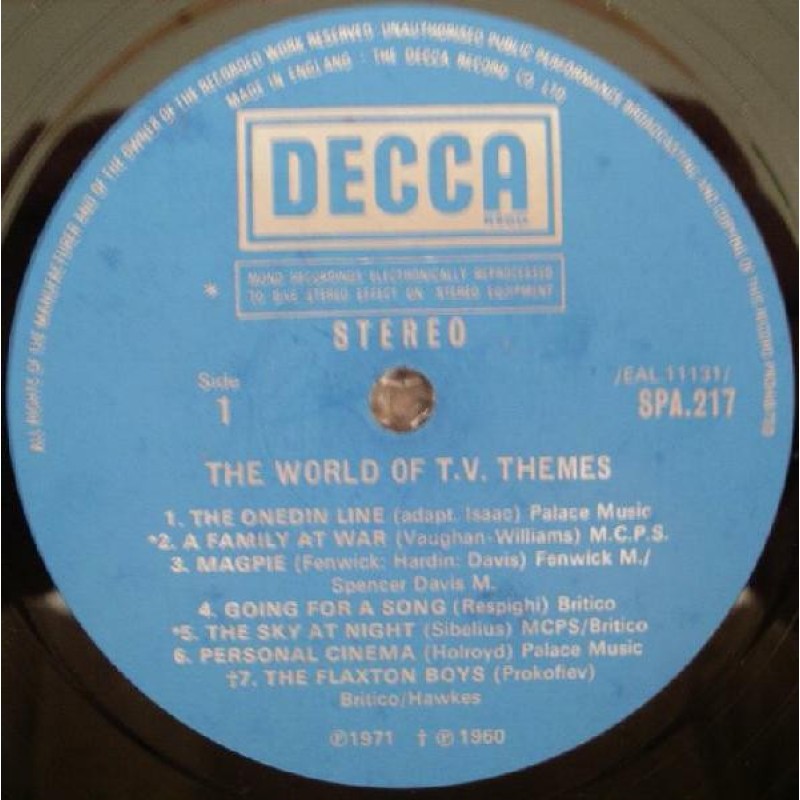 ALL RIGHTS OF THE MANUFACTURER AND OF THE OWNER OF THE RECORDED WORK RESERVED. UNAUTHORISED PUBLIC PERFORMANCE BROADCASTING AND COPYING OF THIS RECORD PROHIBITED
MADE IN ENGLAND : THE DECCA RECORD CO. LTD
DECCA
* MONO RECORDINGS ELECTRONICALLY REPROCESSED
TO GIVE STEREO EFFECT ON STEREO EQUIPMENT
STEREO
Side
1
/EAL 11131/
SPA.217
THE WORLD OF T.V. THEMES
1. THE ONEDIN LINE (adapt. Isaac) Palace Music
*2. A FAMILY AT WAR (Vaughan-Williams) M.C.P.S.
3. MAGPIE (Fenwick: Hardin: Davis) Fenwick M./
Spencer Davis M.
4. GOING FOR A SONG (Respighi) Britico
*5. THE SKY AT NIGHT (Sibelius) MCPS/Britico
6. PERSONAL CINEMA (Holroyd) Palace Music
†7. THE FLAXTON BOYS (Prokofiev)
Britico/Hawkes
℗1971 † ℗ 1960